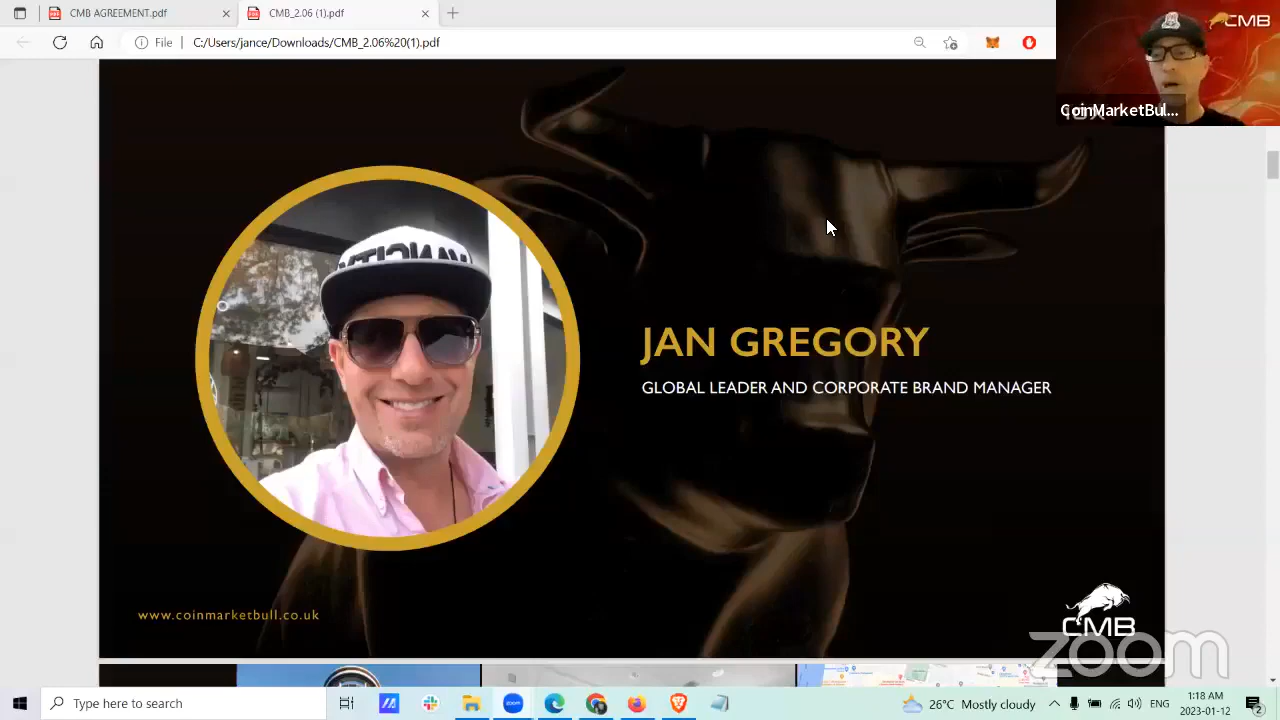 CMB AGREEMENT.pdf
CMB_2.06 (1).pdf
File
C:/Users/jance/Downloads/CMB_2.06%20(1).pdf
CMB
CoinMarketBul...
JAN GREGORY
GLOBAL LEADER AND CORPORATE BRAND MANAGER
www.coinmarketbull.co.uk
CMB
zoom
Type here to search
zoom
26°C Mostly cloudy
ENG
1:18 AM
2023-01-12
2